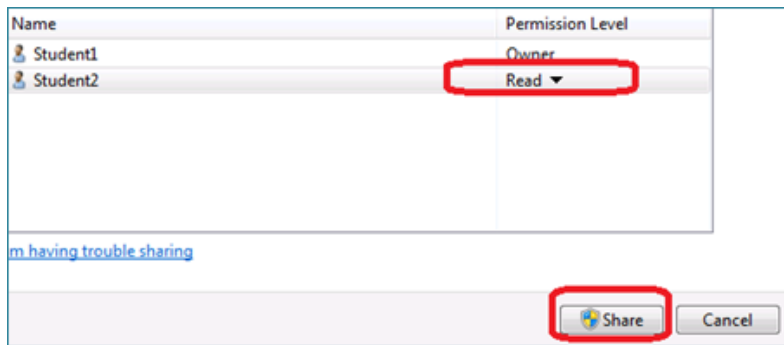 Name Permission Level
Student1 Owner
Student2 Read
m having trouble sharing
Share Cancel